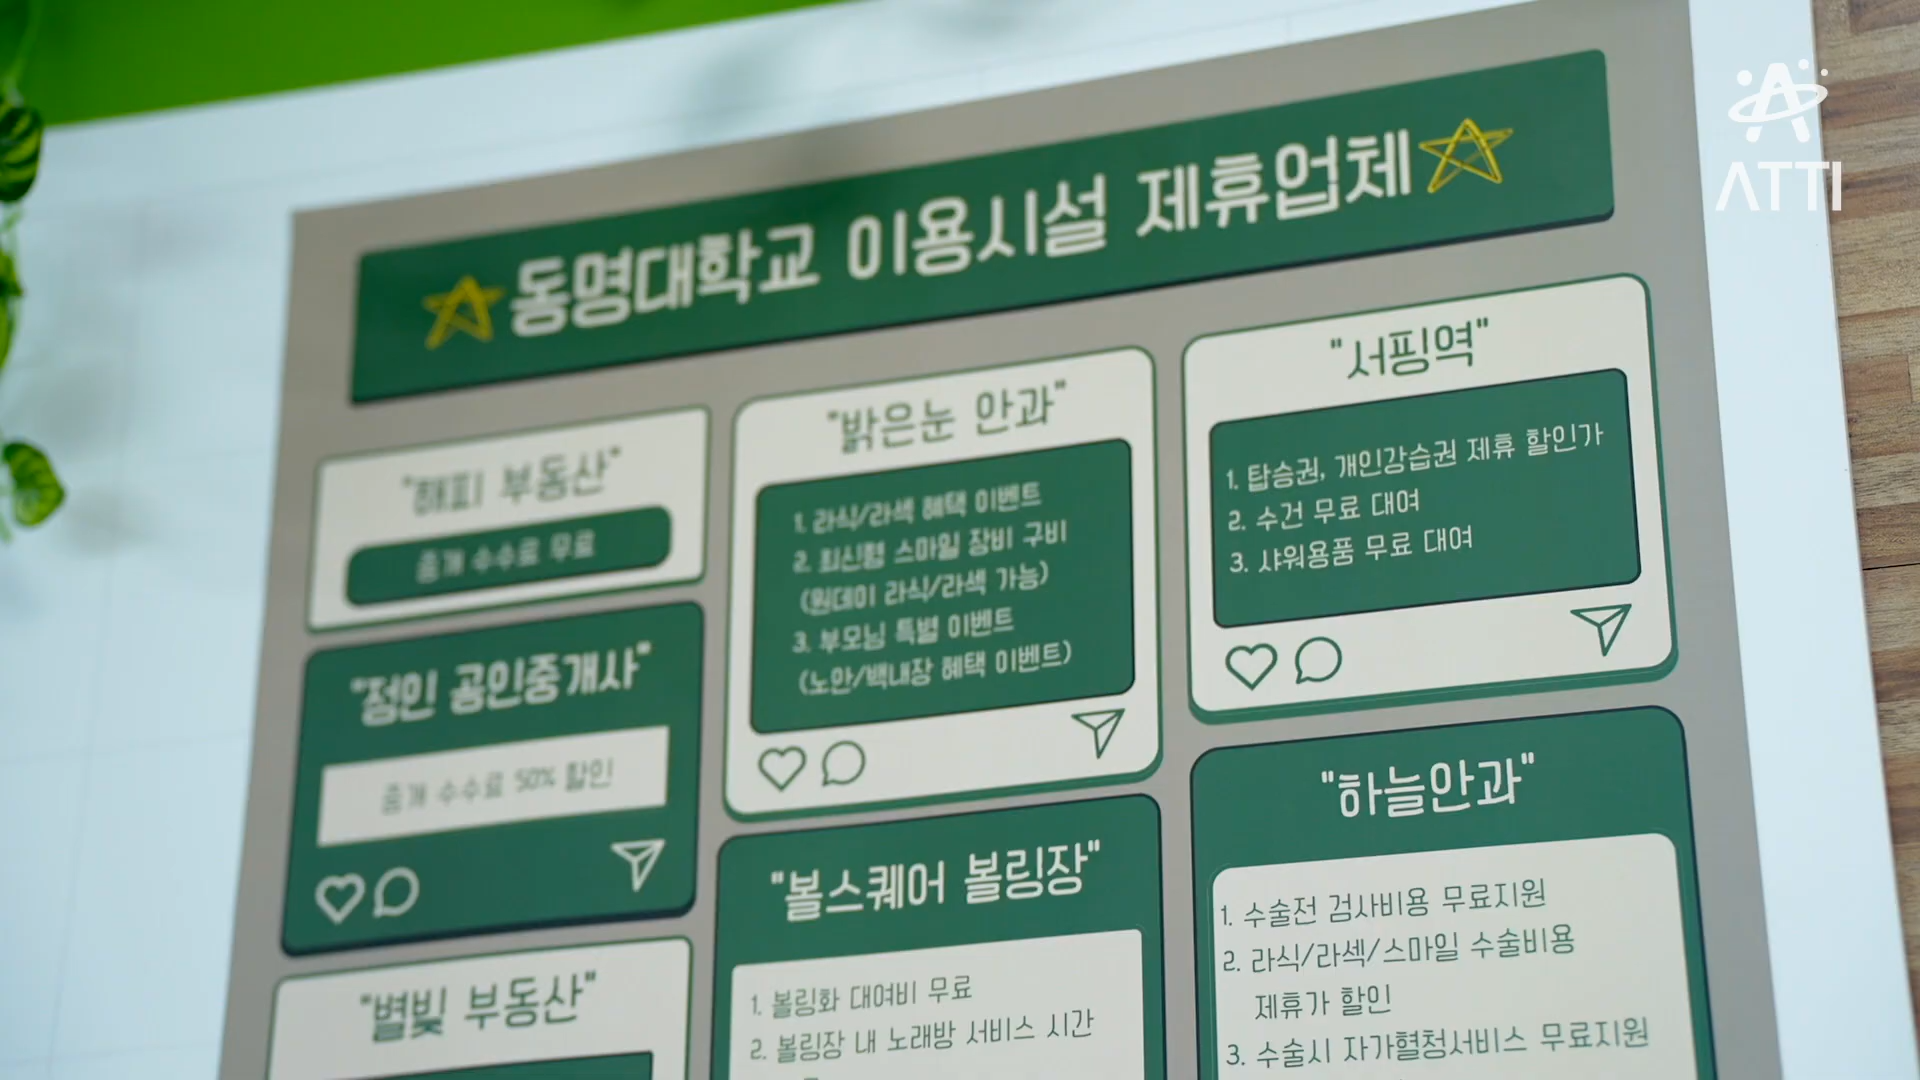 동명대학교 이용시설 제휴업체
"해피 부동산"
중개 수수료 무료
"정인 공인중개사"
중개 수수료 50% 할인
"별빛 부동산"
"밝은눈 안과"
1. 라식/라섹 혜택 이벤트
2. 최신형 스마일 장비 구비
(원데이 라식/라섹 가능)
3. 부모님 특별 이벤트
(노안/백내장 혜택 이벤트)
"볼스퀘어 볼링장"
1. 볼링화 대여비 무료
2. 볼링장 내 노래방 서비스 시간
"서핑역"
1. 탑승권, 개인강습권 제휴 할인가
2. 수건 무료 대여
3. 샤워용품 무료 대여
"하늘안과"
1. 수술전 검사비용 무료지원
2. 라식/라섹/스마일 수술비용
제휴가 할인
3. 수술시 자가혈청서비스 무료지원
ATTI